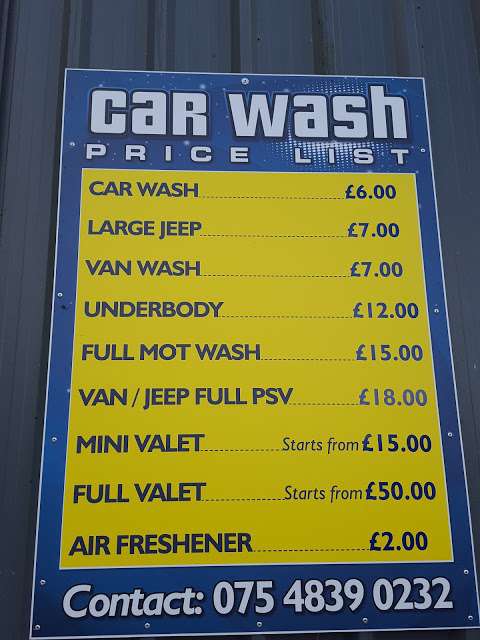 CAR WASH
PRICE LIST
CAR WASH £6.00
LARGE JEEP £7.00
VAN WASH £7.00
UNDERBODY £12.00
FULL MOT WASH £15.00
VAN / JEEP FULL PSV £18.00
MINI VALET Starts from £15.00
FULL VALET Starts from £50.00
AIR FRESHENER £2.00
Contact: 075 4839 0232